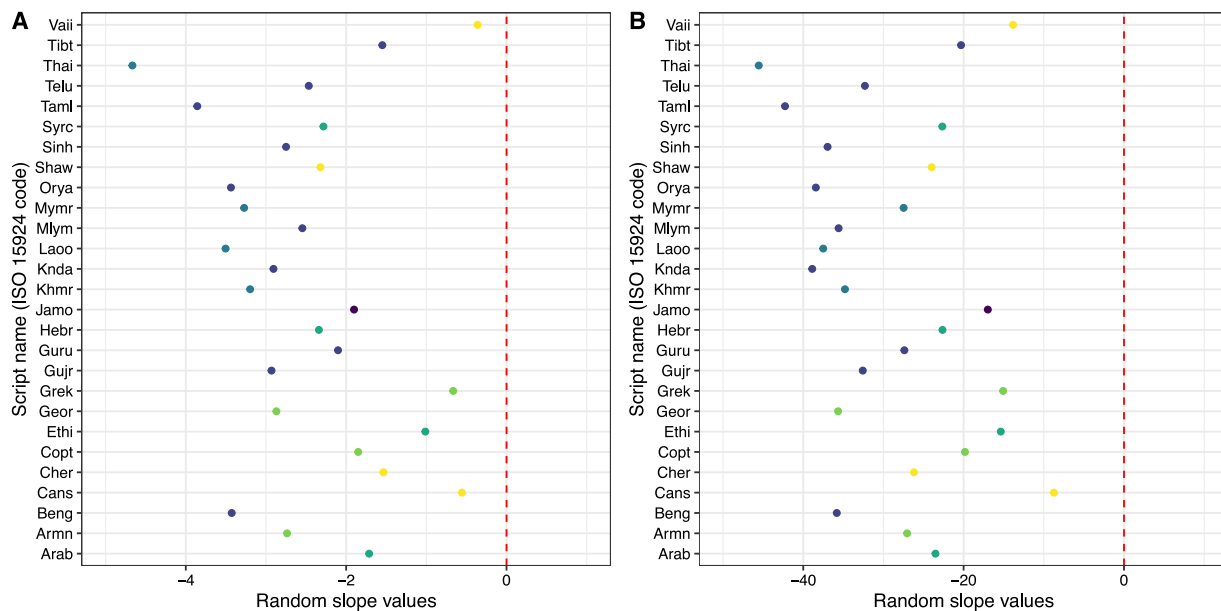 A
Script name (ISO 15924 code)
Vaii
Tibt
Thai
Telu
Taml
Syrc
Sinh
Shaw
Orya
Mymr
Mlym
Laoo
Knda
Khmr
Jamo
Hebr
Guru
Gujr
Grek
Geor
Ethi
Copt
Cher
Cans
Beng
Armn
Arab
−4 −2 0
Random slope values
B
Script name (ISO 15924 code)
Vaii
Tibt
Thai
Telu
Taml
Syrc
Sinh
Shaw
Orya
Mymr
Mlym
Laoo
Knda
Khmr
Jamo
Hebr
Guru
Gujr
Grek
Geor
Ethi
Copt
Cher
Cans
Beng
Armn
Arab
−40 −20 0
Random slope values